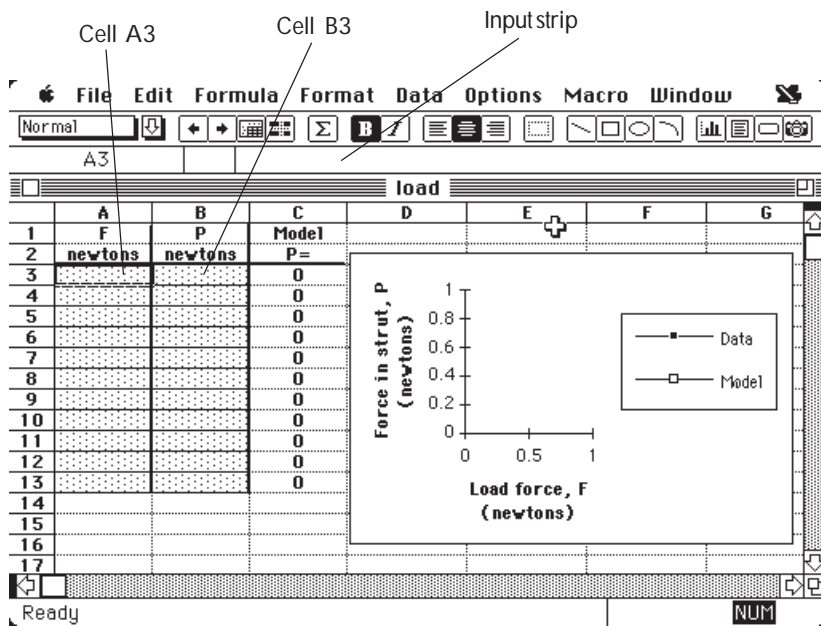 Cell A3
Cell B3
Input strip
File Edit Formula Format Data Options Macro Window
Normal Σ B I
A3
load
A B C D E F G
1 F P Model
2 newtons newtons P=
3 0
4 0
5 0
6 0
7 0
8 0
9 0
10 0
11 0
12 0
13 0
14
15
16
17
Force in strut, P
(newtons)
1
0.8
0.6
0.4
0.2
0
0 0.5 1
Load force, F
(newtons)
Data
Model
Ready NUM